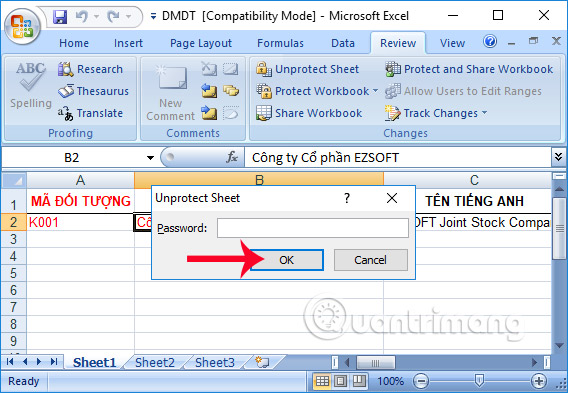 DMDT [Compatibility Mode] - Microsoft Excel
Home Insert Page Layout Formulas Data Review View
ABC
Spelling
Research
Thesaurus
Translate
Proofing
New Comment
Comments
Unprotect Sheet
Protect Workbook
Share Workbook
Protect and Share Workbook
Allow Users to Edit Ranges
Track Changes
Changes
B2 fx Công ty Cổ phần EZSOFT
A B C
1 MÃ ĐỐI TƯỢNG TÊN TIẾNG ANH
2 K001 Cô OFT Joint Stock Compa
3
4
5
6
7
8
9
Unprotect Sheet
Password:
OK Cancel
Quantrimang
Sheet1 Sheet2 Sheet3
Ready 100%